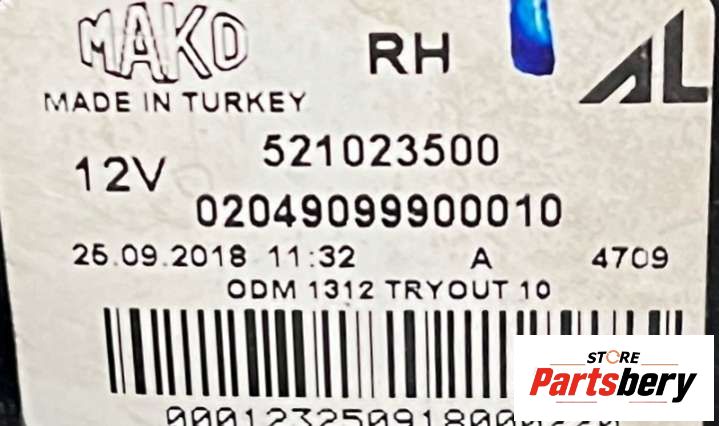 MAKO RH AL
MADE IN TURKEY
12V 521023500
02049099900010
25.09.2018 11:32 A 4709
ODM 1312 TRYOUT 10
STORE
Partsbery